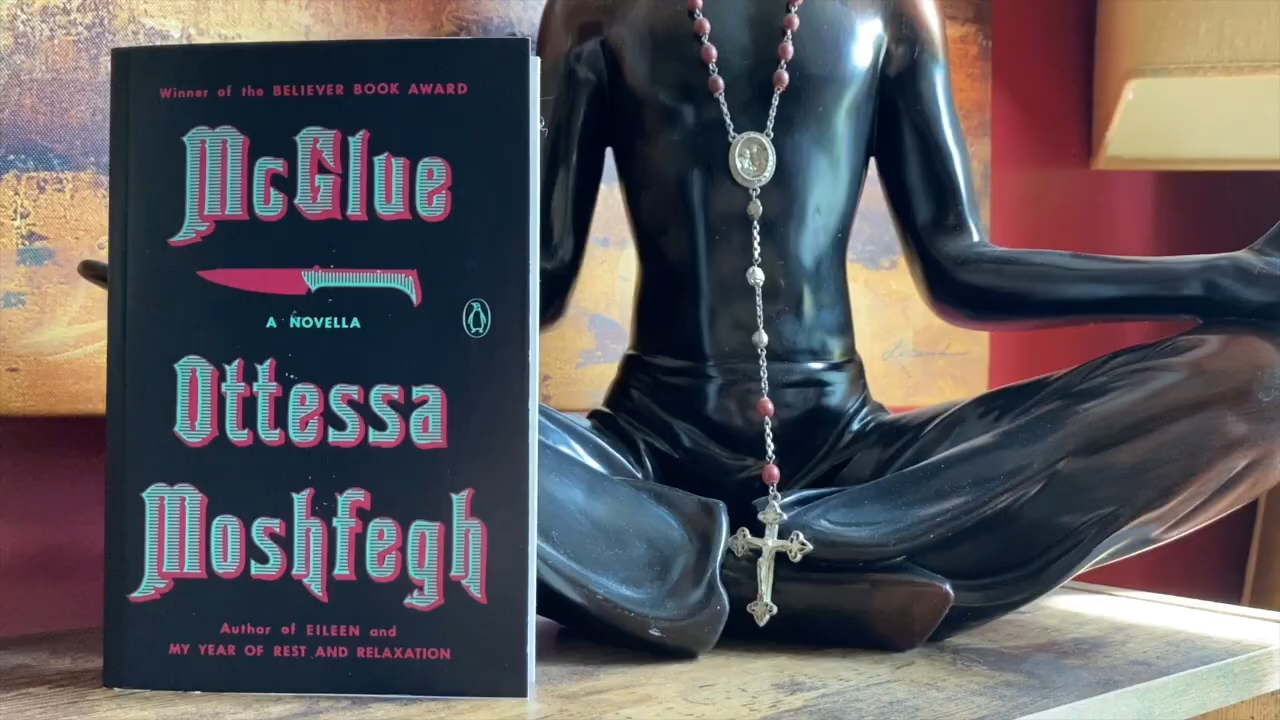 Winner of the BELIEVER BOOK AWARD
McGlue
A NOVELLA
Ottessa
Moshfegh
Author of EILEEN and
MY YEAR OF REST AND RELAXATION